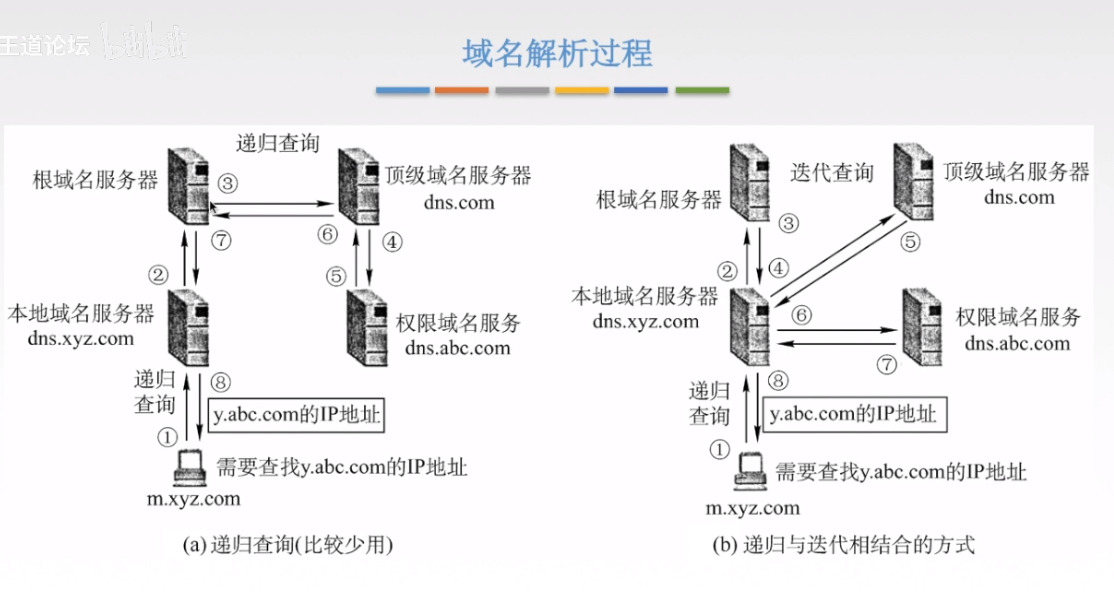 王道论坛
域名解析过程
递归查询
根域名服务器
③
顶级域名服务器
dns.com
⑦
⑥
④
②
⑤
本地域名服务器
dns.xyz.com
权限域名服务
dns.abc.com
递归
查询
⑧
y.abc.com的IP地址
①
需要查找y.abc.com的IP地址
m.xyz.com
(a) 递归查询(比较少用)
迭代查询
顶级域名服务器
dns.com
根域名服务器
③
⑤
②
④
本地域名服务器
dns.xyz.com
⑥
权限域名服务
dns.abc.com
⑦
递归
查询
⑧
y.abc.com的IP地址
①
需要查找y.abc.com的IP地址
m.xyz.com
(b) 递归与迭代相结合的方式